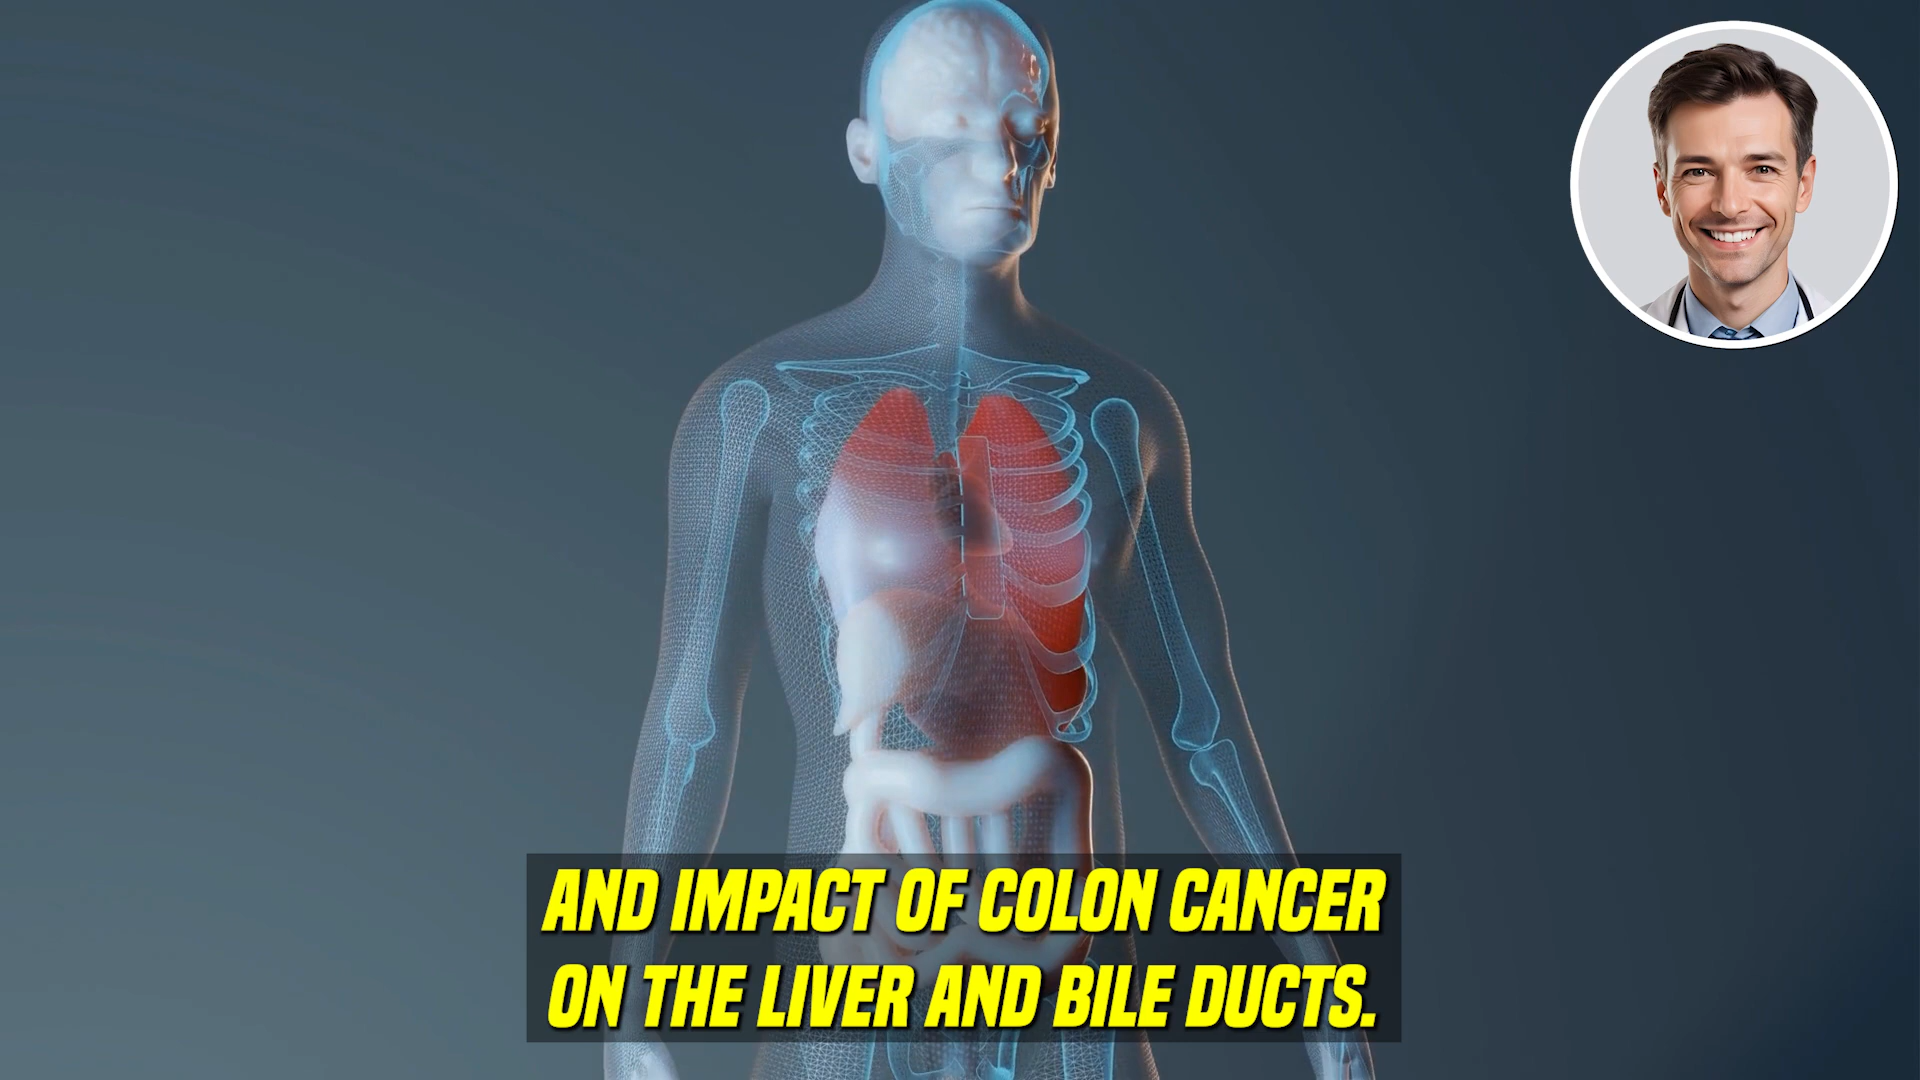 AND IMPACT OF COLON CANCER
ON THE LIVER AND BILE DUCTS.